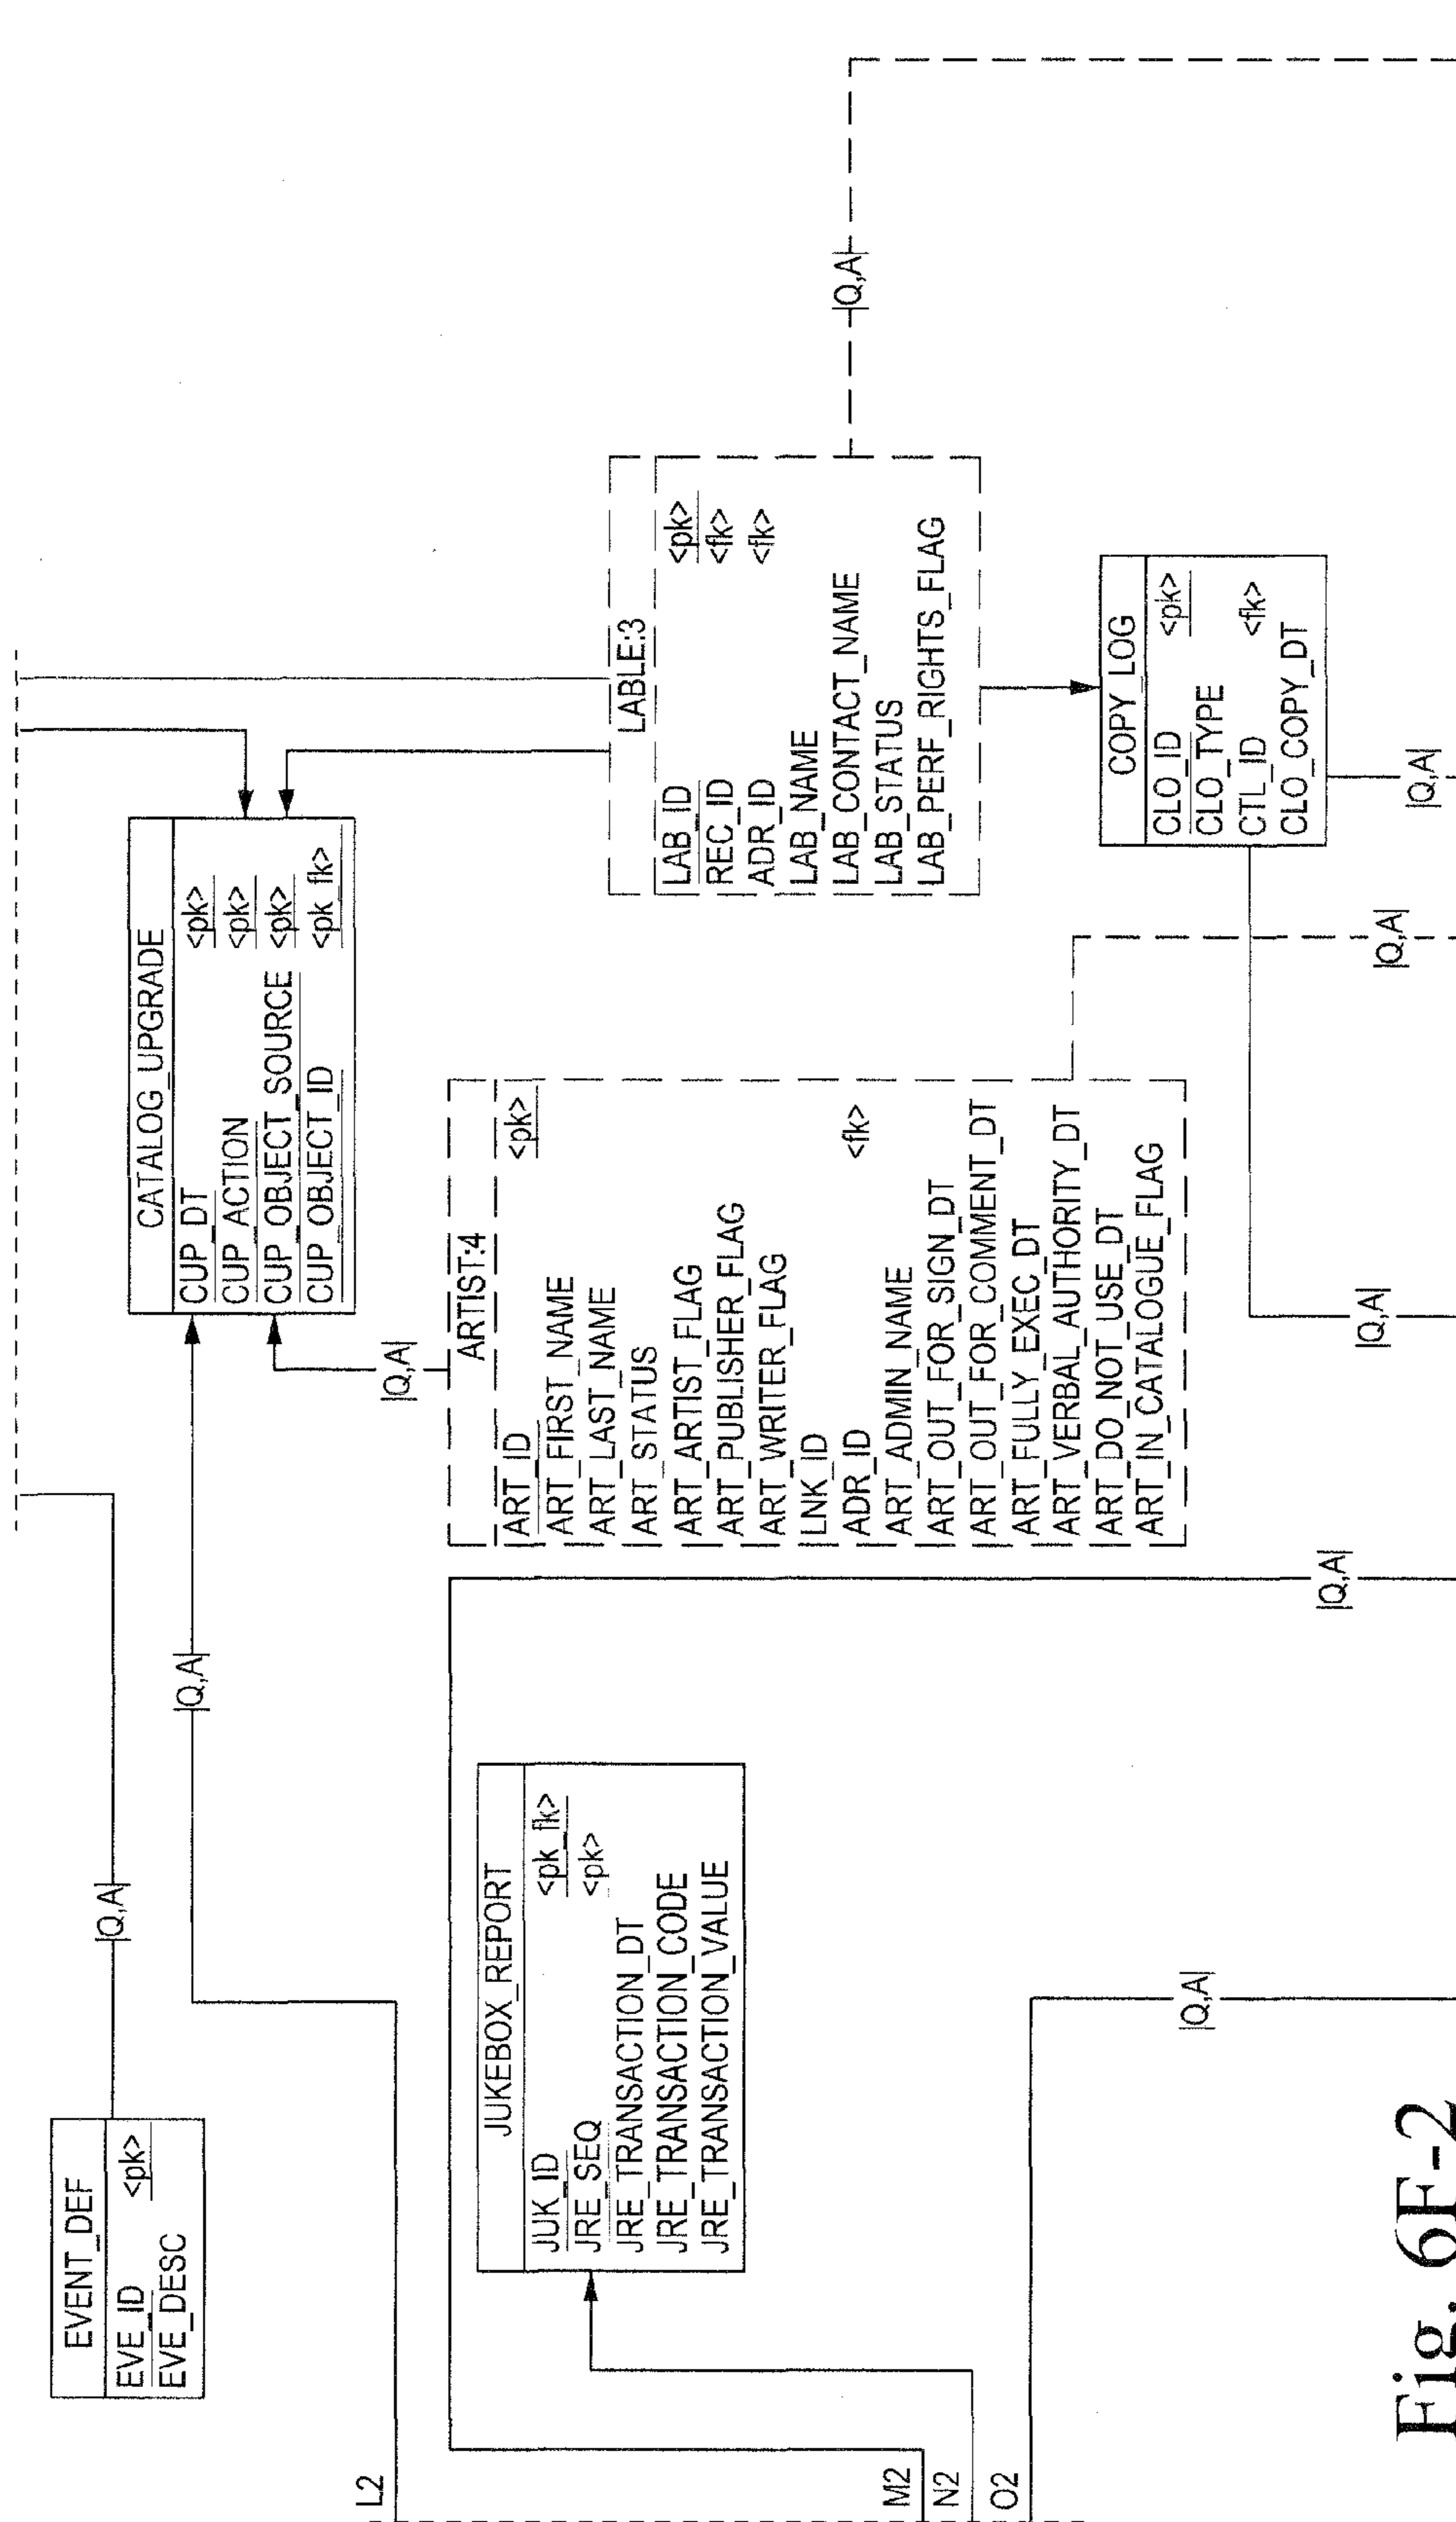 EVENT_DEF
EVE_ID <pk>
EVE_DESC
|Q,A|
L2
|Q,A|
CATALOG_UPGRADE
CUP_DT <pk>
CUP_ACTION <pk>
CUP_OBJECT_SOURCE <pk>
CUP_OBJECT_ID <pk_fk>
|Q,A|
JUKEBOX_REPORT
JUK_ID <pk_fk>
JRE_SEQ <pk>
JRE_TRANSACTION_DT
JRE_TRANSACTION_CODE
JRE_TRANSACTION_VALUE
ARTIST:4
ART_ID <pk>
ART_FIRST_NAME
ART_LAST_NAME
ART_STATUS
ART_ARTIST_FLAG
ART_PUBLISHER_FLAG
ART_WRITER_FLAG
LNK_ID
ADR_ID <fk>
ART_ADMIN_NAME
ART_OUT_FOR_SIGN_DT
ART_OUT_FOR_COMMENT_DT
ART_FULLY_EXEC_DT
ART_VERBAL_AUTHORITY_DT
ART_DO_NOT_USE_DT
ART_IN_CATALOGUE_FLAG
LABLE:3
LAB_ID <pk>
REC_ID <fk>
ADR_ID <fk>
LAB_NAME
LAB_CONTACT_NAME
LAB_STATUS
LAB_PERF_RIGHTS_FLAG
|Q,A|
M2
N2
O2
COPY_LOG
CLO_ID <pk>
CLO_TYPE
CTL_ID <fk>
CLO_COPY_DT
|Q,A|
|Q,A|
|Q,A|
|Q,A|
|Q,A|
Fig. 6F-2